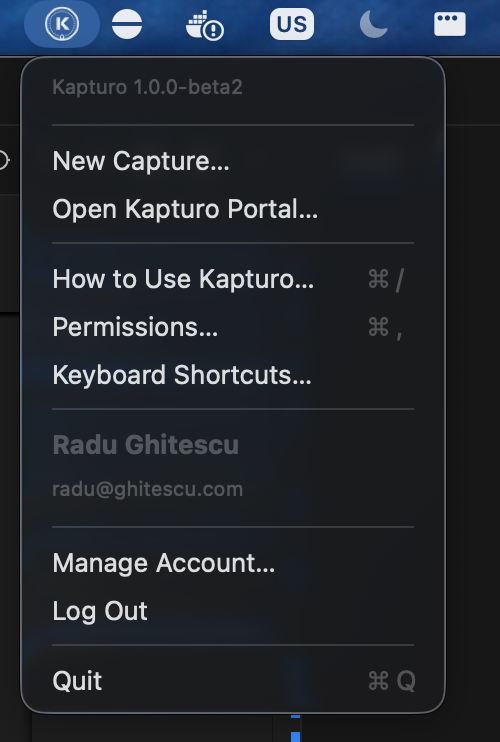 K
US
Kapturo 1.0.0-beta2
New Capture...
Open Kapturo Portal...
How to Use Kapturo... ⌘ /
Permissions... ⌘ ,
Keyboard Shortcuts...
Radu Ghitescu
radu@ghitescu.com
Manage Account...
Log Out
Quit ⌘ Q